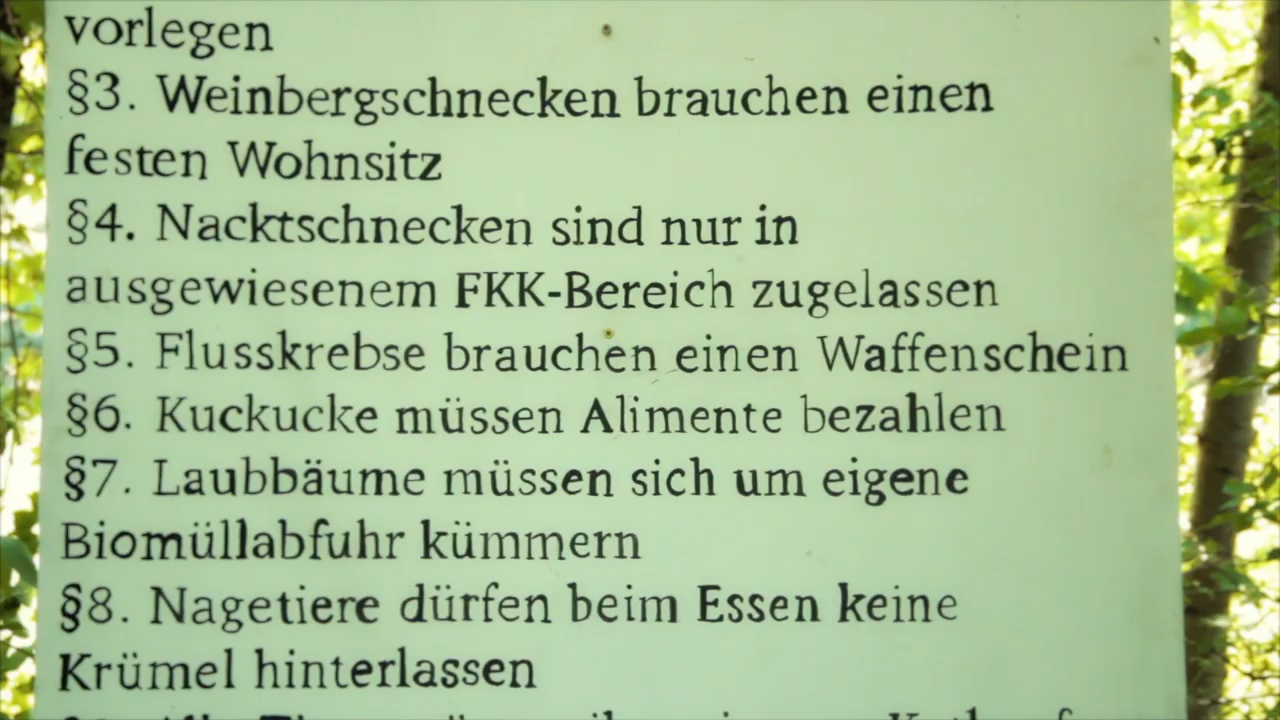 vorlegen
§3. Weinbergschnecken brauchen einen
festen Wohnsitz
§4. Nacktschnecken sind nur in
ausgewiesenem FKK-Bereich zugelassen
§5. Flusskrebse brauchen einen Waffenschein
§6. Kuckucke müssen Alimente bezahlen
§7. Laubbäume müssen sich um eigene
Biomüllabfuhr kümmern
§8. Nagetiere dürfen beim Essen keine
Krümel hinterlassen